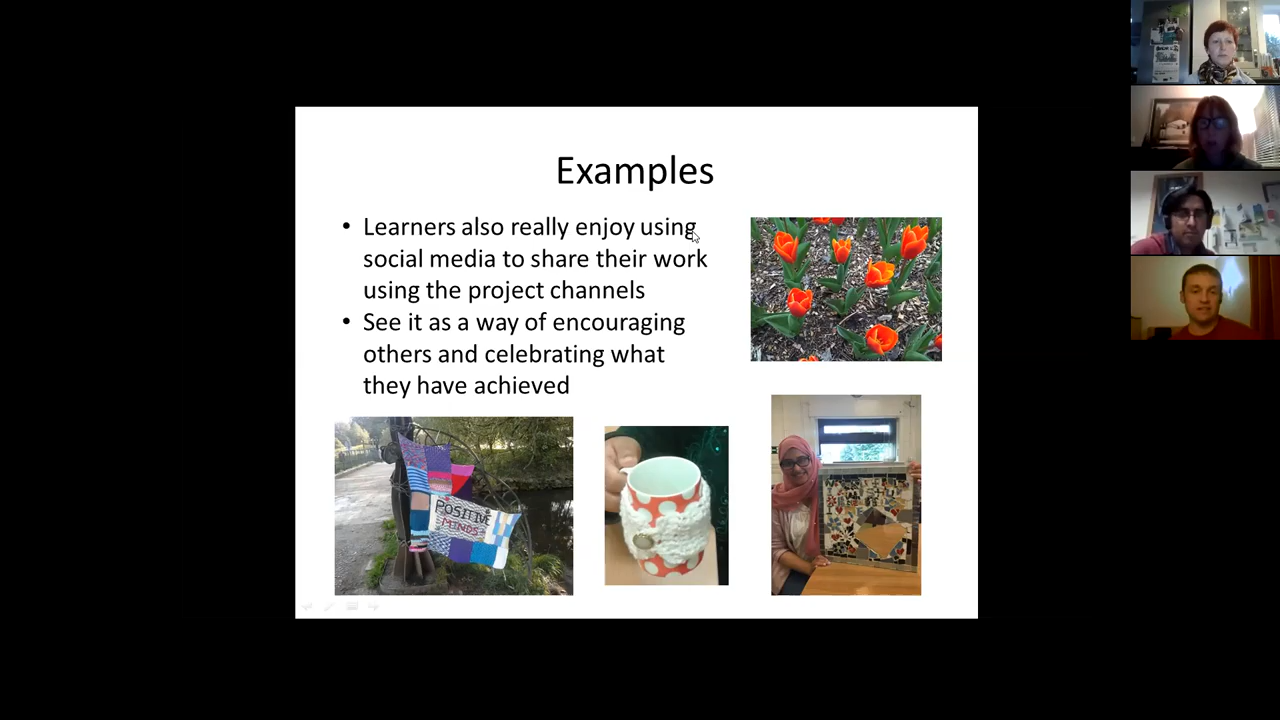 Examples
• Learners also really enjoy using
social media to share their work
using the project channels
• See it as a way of encouraging
others and celebrating what
they have achieved
POSITIVE
MINDS